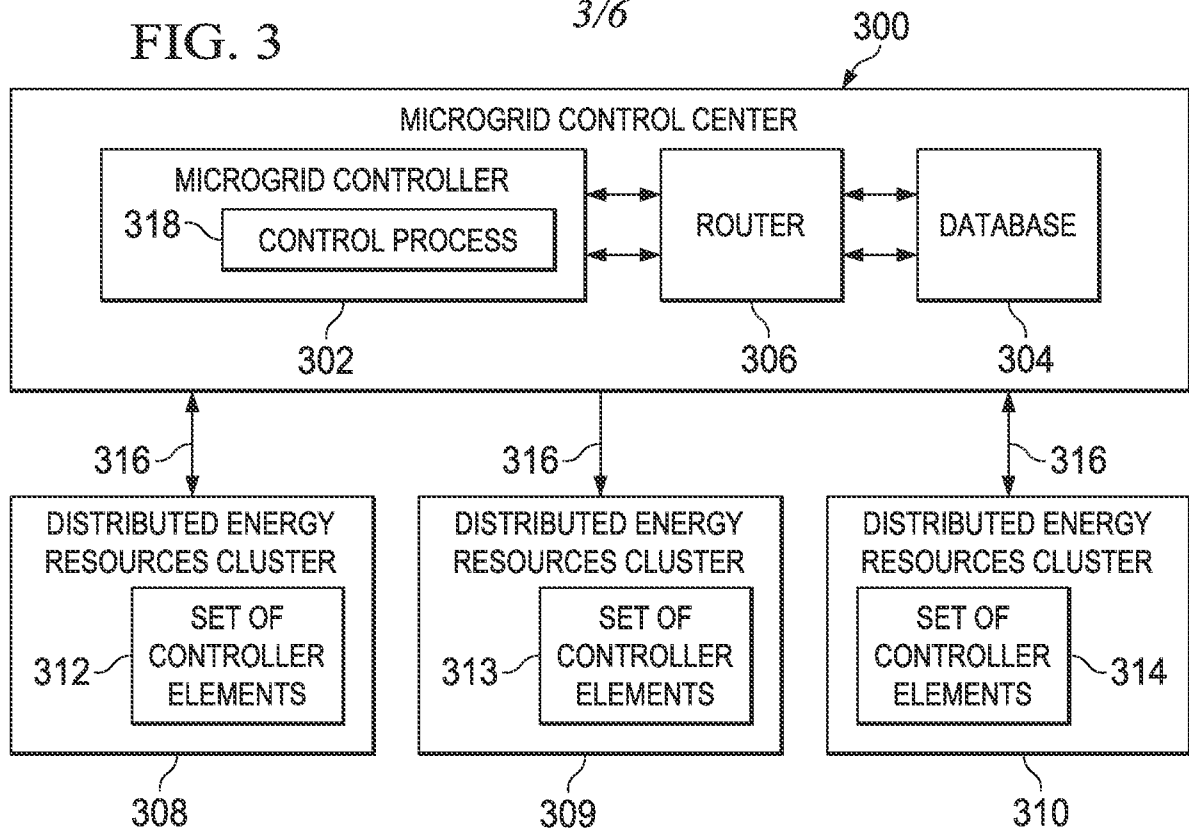 3/6
FIG. 3
300
MICROGRID CONTROL CENTER
MICROGRID CONTROLLER
318
CONTROL PROCESS
ROUTER
DATABASE
302
306
304
316
316
316
DISTRIBUTED ENERGY
RESOURCES CLUSTER
SET OF
CONTROLLER
ELEMENTS
312
308
DISTRIBUTED ENERGY
RESOURCES CLUSTER
SET OF
CONTROLLER
ELEMENTS
313
309
DISTRIBUTED ENERGY
RESOURCES CLUSTER
SET OF
CONTROLLER
ELEMENTS
314
310